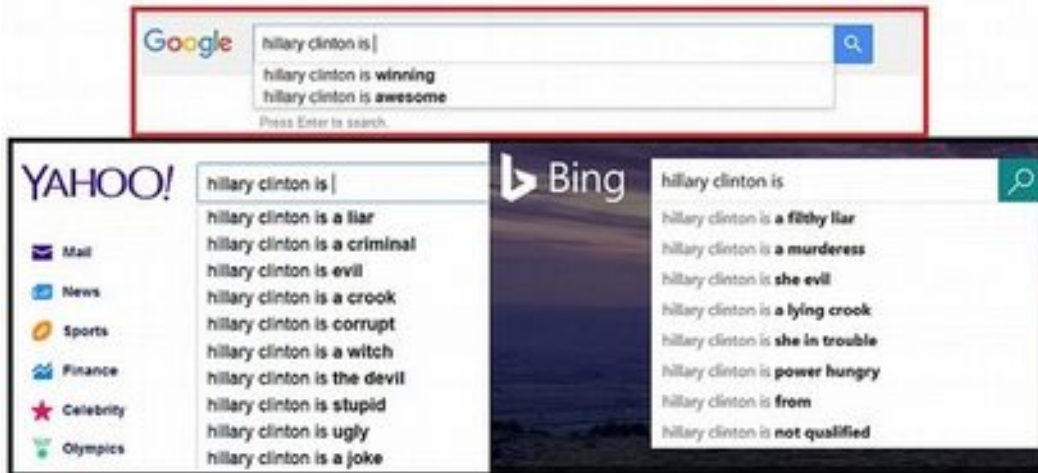 Google
hillary clinton is
hillary clinton is winning
hillary clinton is awesome
Press Enter to search.
YAHOO!
hillary clinton is
hillary clinton is a liar
hillary clinton is a criminal
hillary clinton is evil
hillary clinton is a crook
hillary clinton is corrupt
hillary clinton is a witch
hillary clinton is the devil
hillary clinton is stupid
hillary clinton is ugly
hillary clinton is a joke
Mail
News
Sports
Finance
Celebrity
Olympics
Bing
hillary clinton is
hillary clinton is a filthy liar
hillary clinton is a murderess
hillary clinton is she evil
hillary clinton is a lying crook
hillary clinton is she in trouble
hillary clinton is power hungry
hillary clinton is from
hillary clinton is not qualified